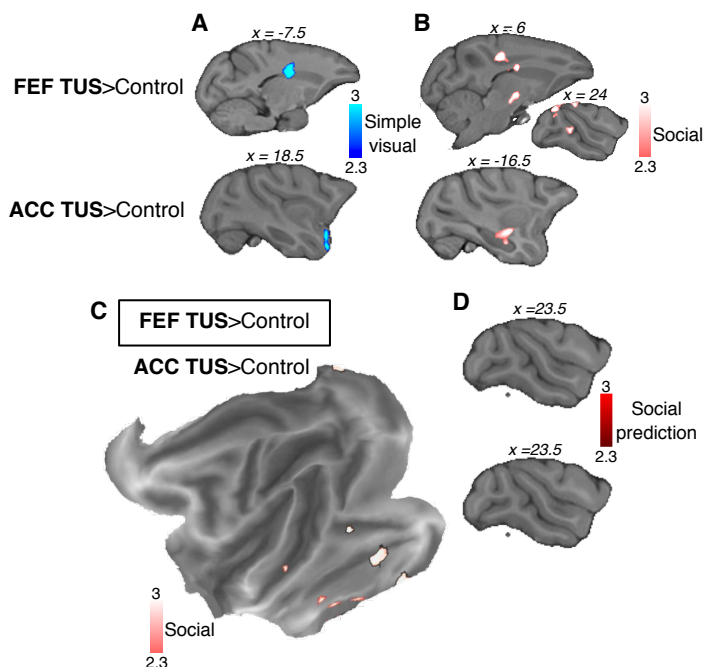 A
B
x = -7.5
x = 6
FEF TUS>Control
3
Simple
visual
2.3
x = 24
3
Social
2.3
x = 18.5
x = -16.5
ACC TUS>Control
C
FEF TUS>Control
ACC TUS>Control
D
x =23.5
3
Social
prediction
2.3
x =23.5
3
Social
2.3